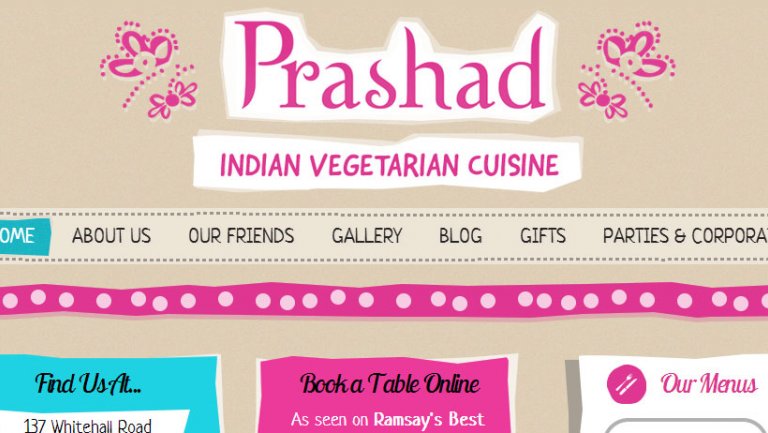 Prashad
INDIAN VEGETARIAN CUISINE
OME ABOUT US OUR FRIENDS GALLERY BLOG GIFTS PARTIES & CORPORA
Find Us At... Book a Table Online Our Menus
137 Whitehall Road As seen on Ramsay's Best